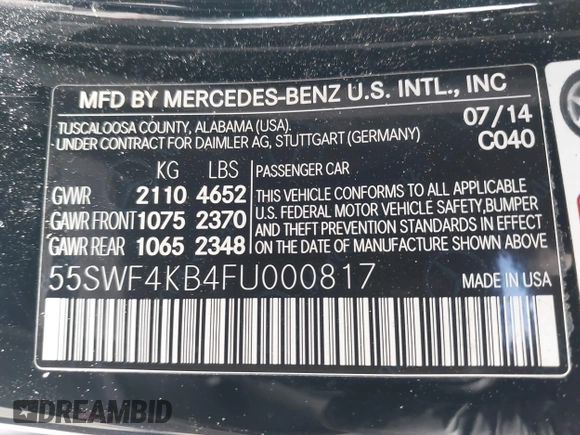 MFD BY MERCEDES-BENZ U.S. INTL., INC
TUSCALOOSA COUNTY, ALABAMA (USA). 07/14
UNDER CONTRACT FOR DAIMLER AG, STUTTGART (GERMANY) C040
KG LBS PASSENGER CAR
GVWR 2110 4652
GAWR FRONT 1075 2370
GAWR REAR 1065 2348
THIS VEHICLE CONFORMS TO ALL APPLICABLE
U.S. FEDERAL MOTOR VEHICLE SAFETY,BUMPER
AND THEFT PREVENTION STANDARDS IN
EFFECT ON THE DATE SHOWN ABOVE.
55SWF4KB4FU000817 MADE IN USA
DREAMBID